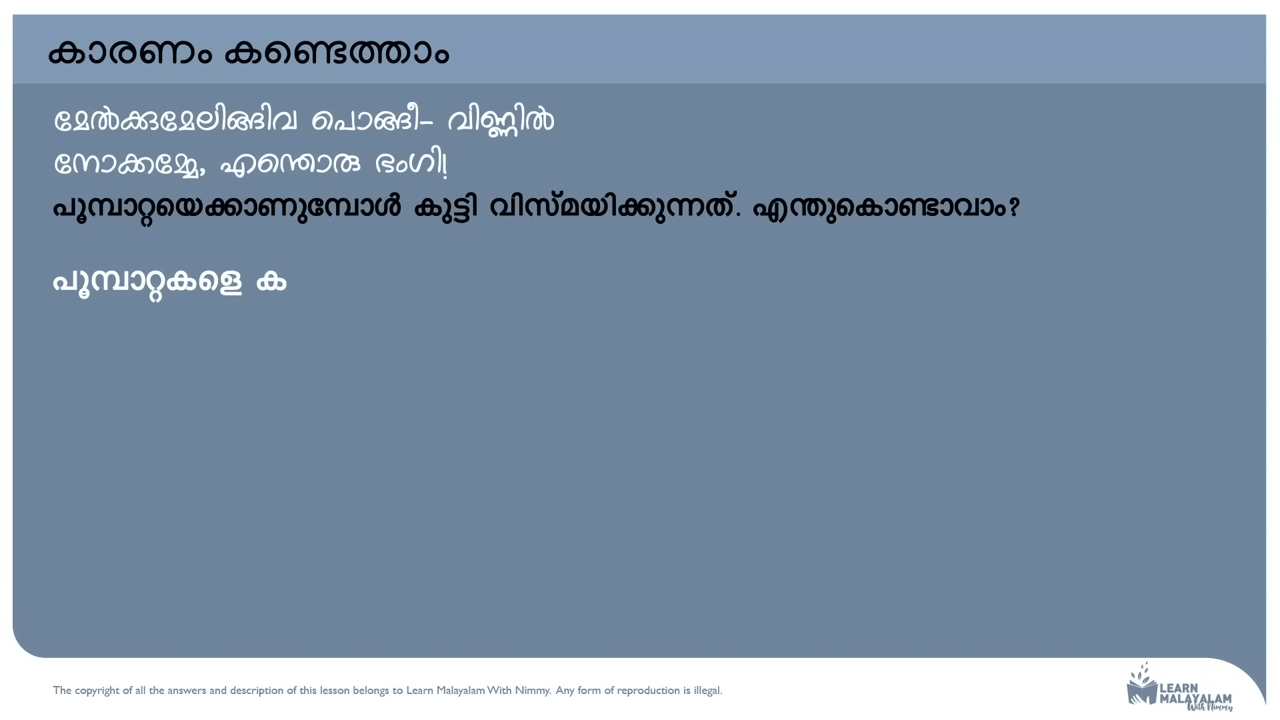 കാരണം കണ്ടെത്താം
മേൽക്കുമേലിങ്ങിവ പൊങ്ങീ- വിണ്ണിൽ
നോക്കമ്മേ, എന്തൊരു ഭംഗി!
പൂമ്പാറ്റയെക്കാണുമ്പോൾ കുട്ടി വിസ്മയിക്കുന്നത്. എന്തുകൊണ്ടാവാം?
പൂമ്പാറ്റകളെ ക
The copyright of all the answers and description of this lesson belongs to Learn Malayalam With Nimmy. Any form of reproduction is illegal.
LEARN
MALAYALAM
With Nimmy